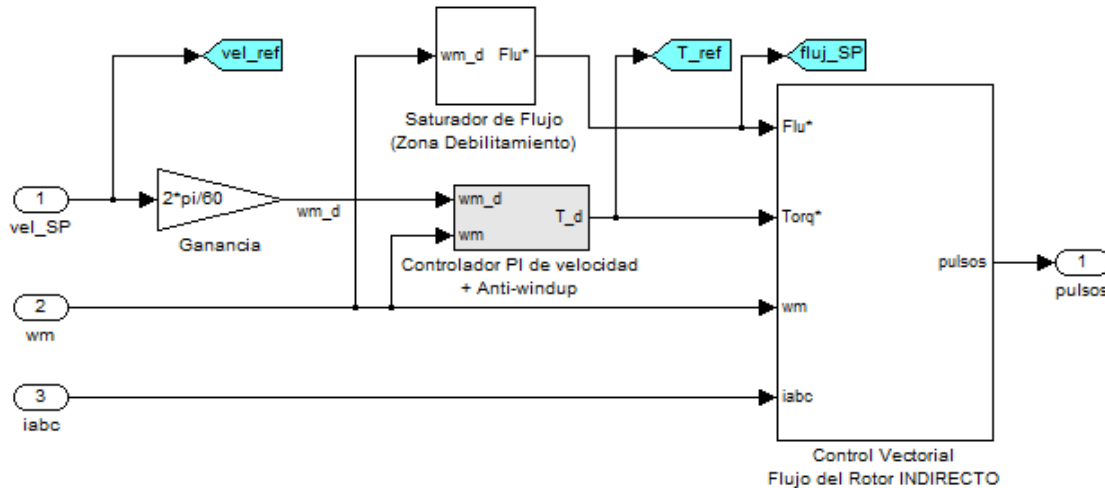 vel_ref
T_ref
fluj_SP
wm_d Flu*
Saturador de Flujo
(Zona Debilitamiento)
Flu*
1
vel_SP
2*pi/60
Ganancia
wm_d
wm_d
T_d
wm
Controlador PI de velocidad
+ Anti-windup
Torq*
pulsos
1
pulsos
2
wm
wm
3
iabc
iabc
Control Vectorial
Flujo del Rotor INDIRECTO